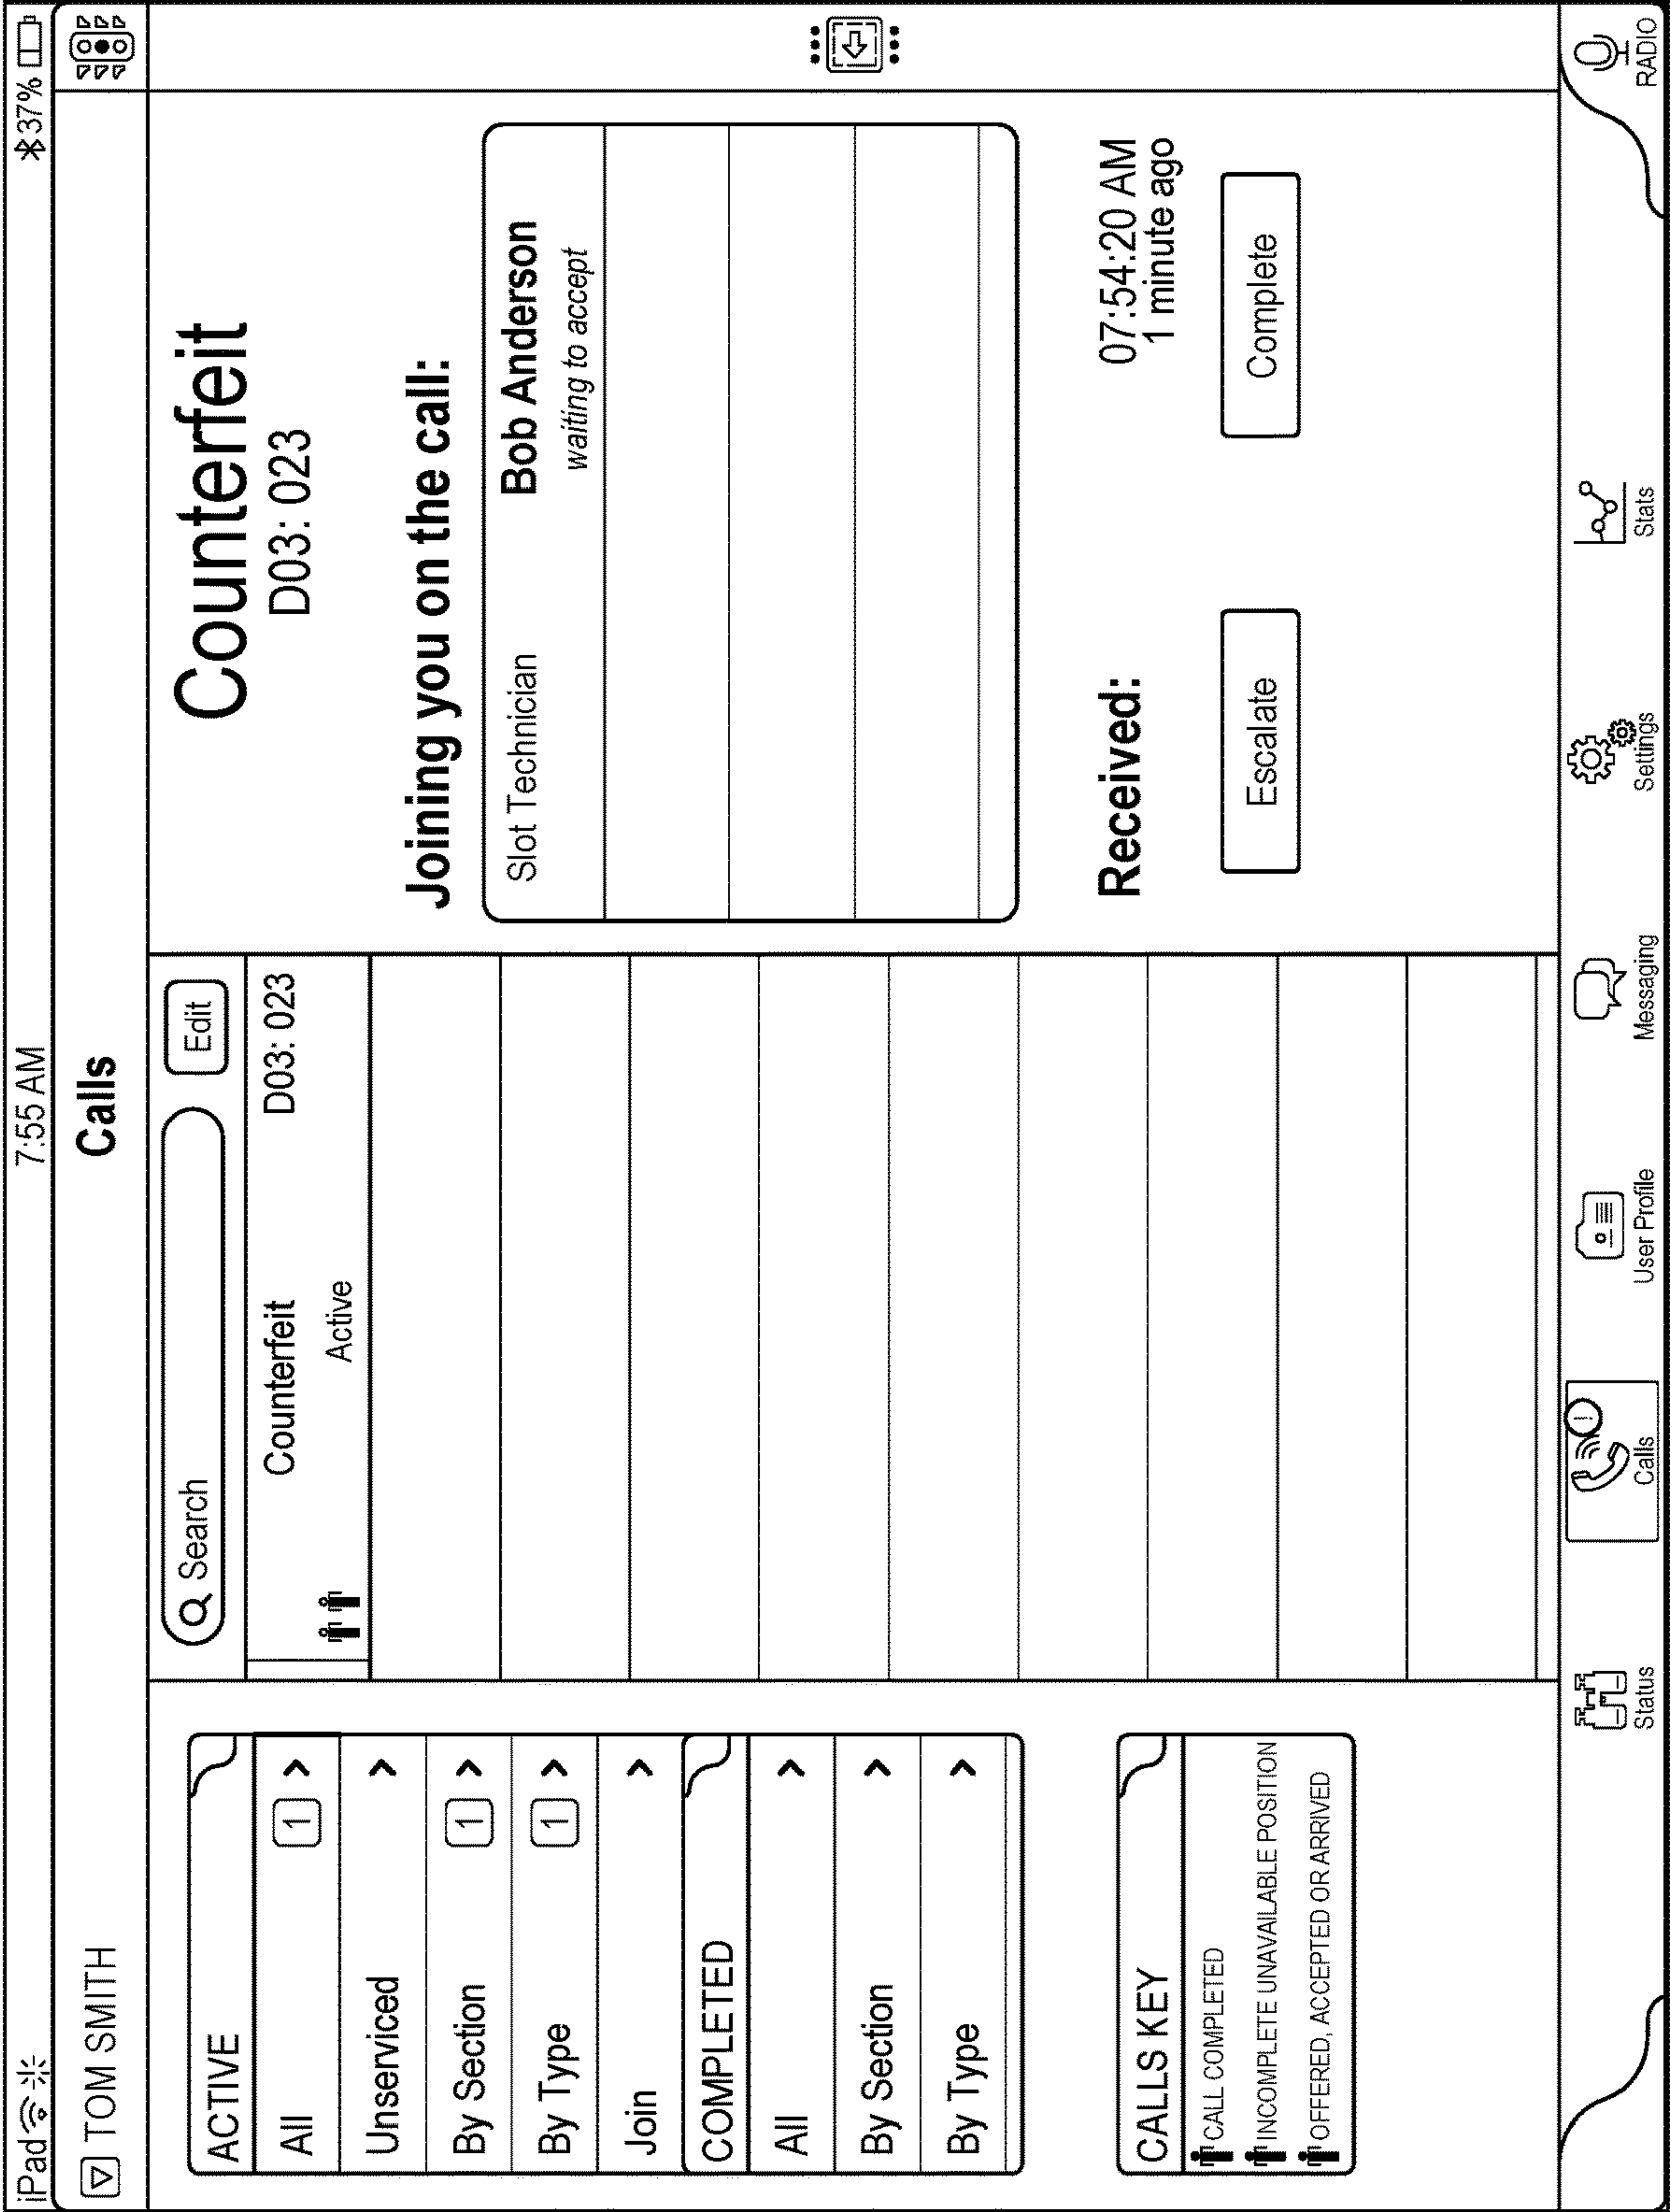 iPad 7:55 AM 37%
TOM SMITH Calls
ACTIVE
All 1 >
Unserviced >
By Section 1 >
By Type 1 >
Join >
COMPLETED
All >
By Section >
By Type >
CALLS KEY
CALL COMPLETED
INCOMPLETE UNAVAILABLE POSITION
OFFERED, ACCEPTED OR ARRIVED
Search Edit
Counterfeit D03: 023
Active
Counterfeit
D03: 023
Joining you on the call:
Slot Technician Bob Anderson
waiting to accept
Received: 07:54:20 AM
1 minute ago
Escalate Complete
Status Calls User Profile Messaging Settings Stats RADIO